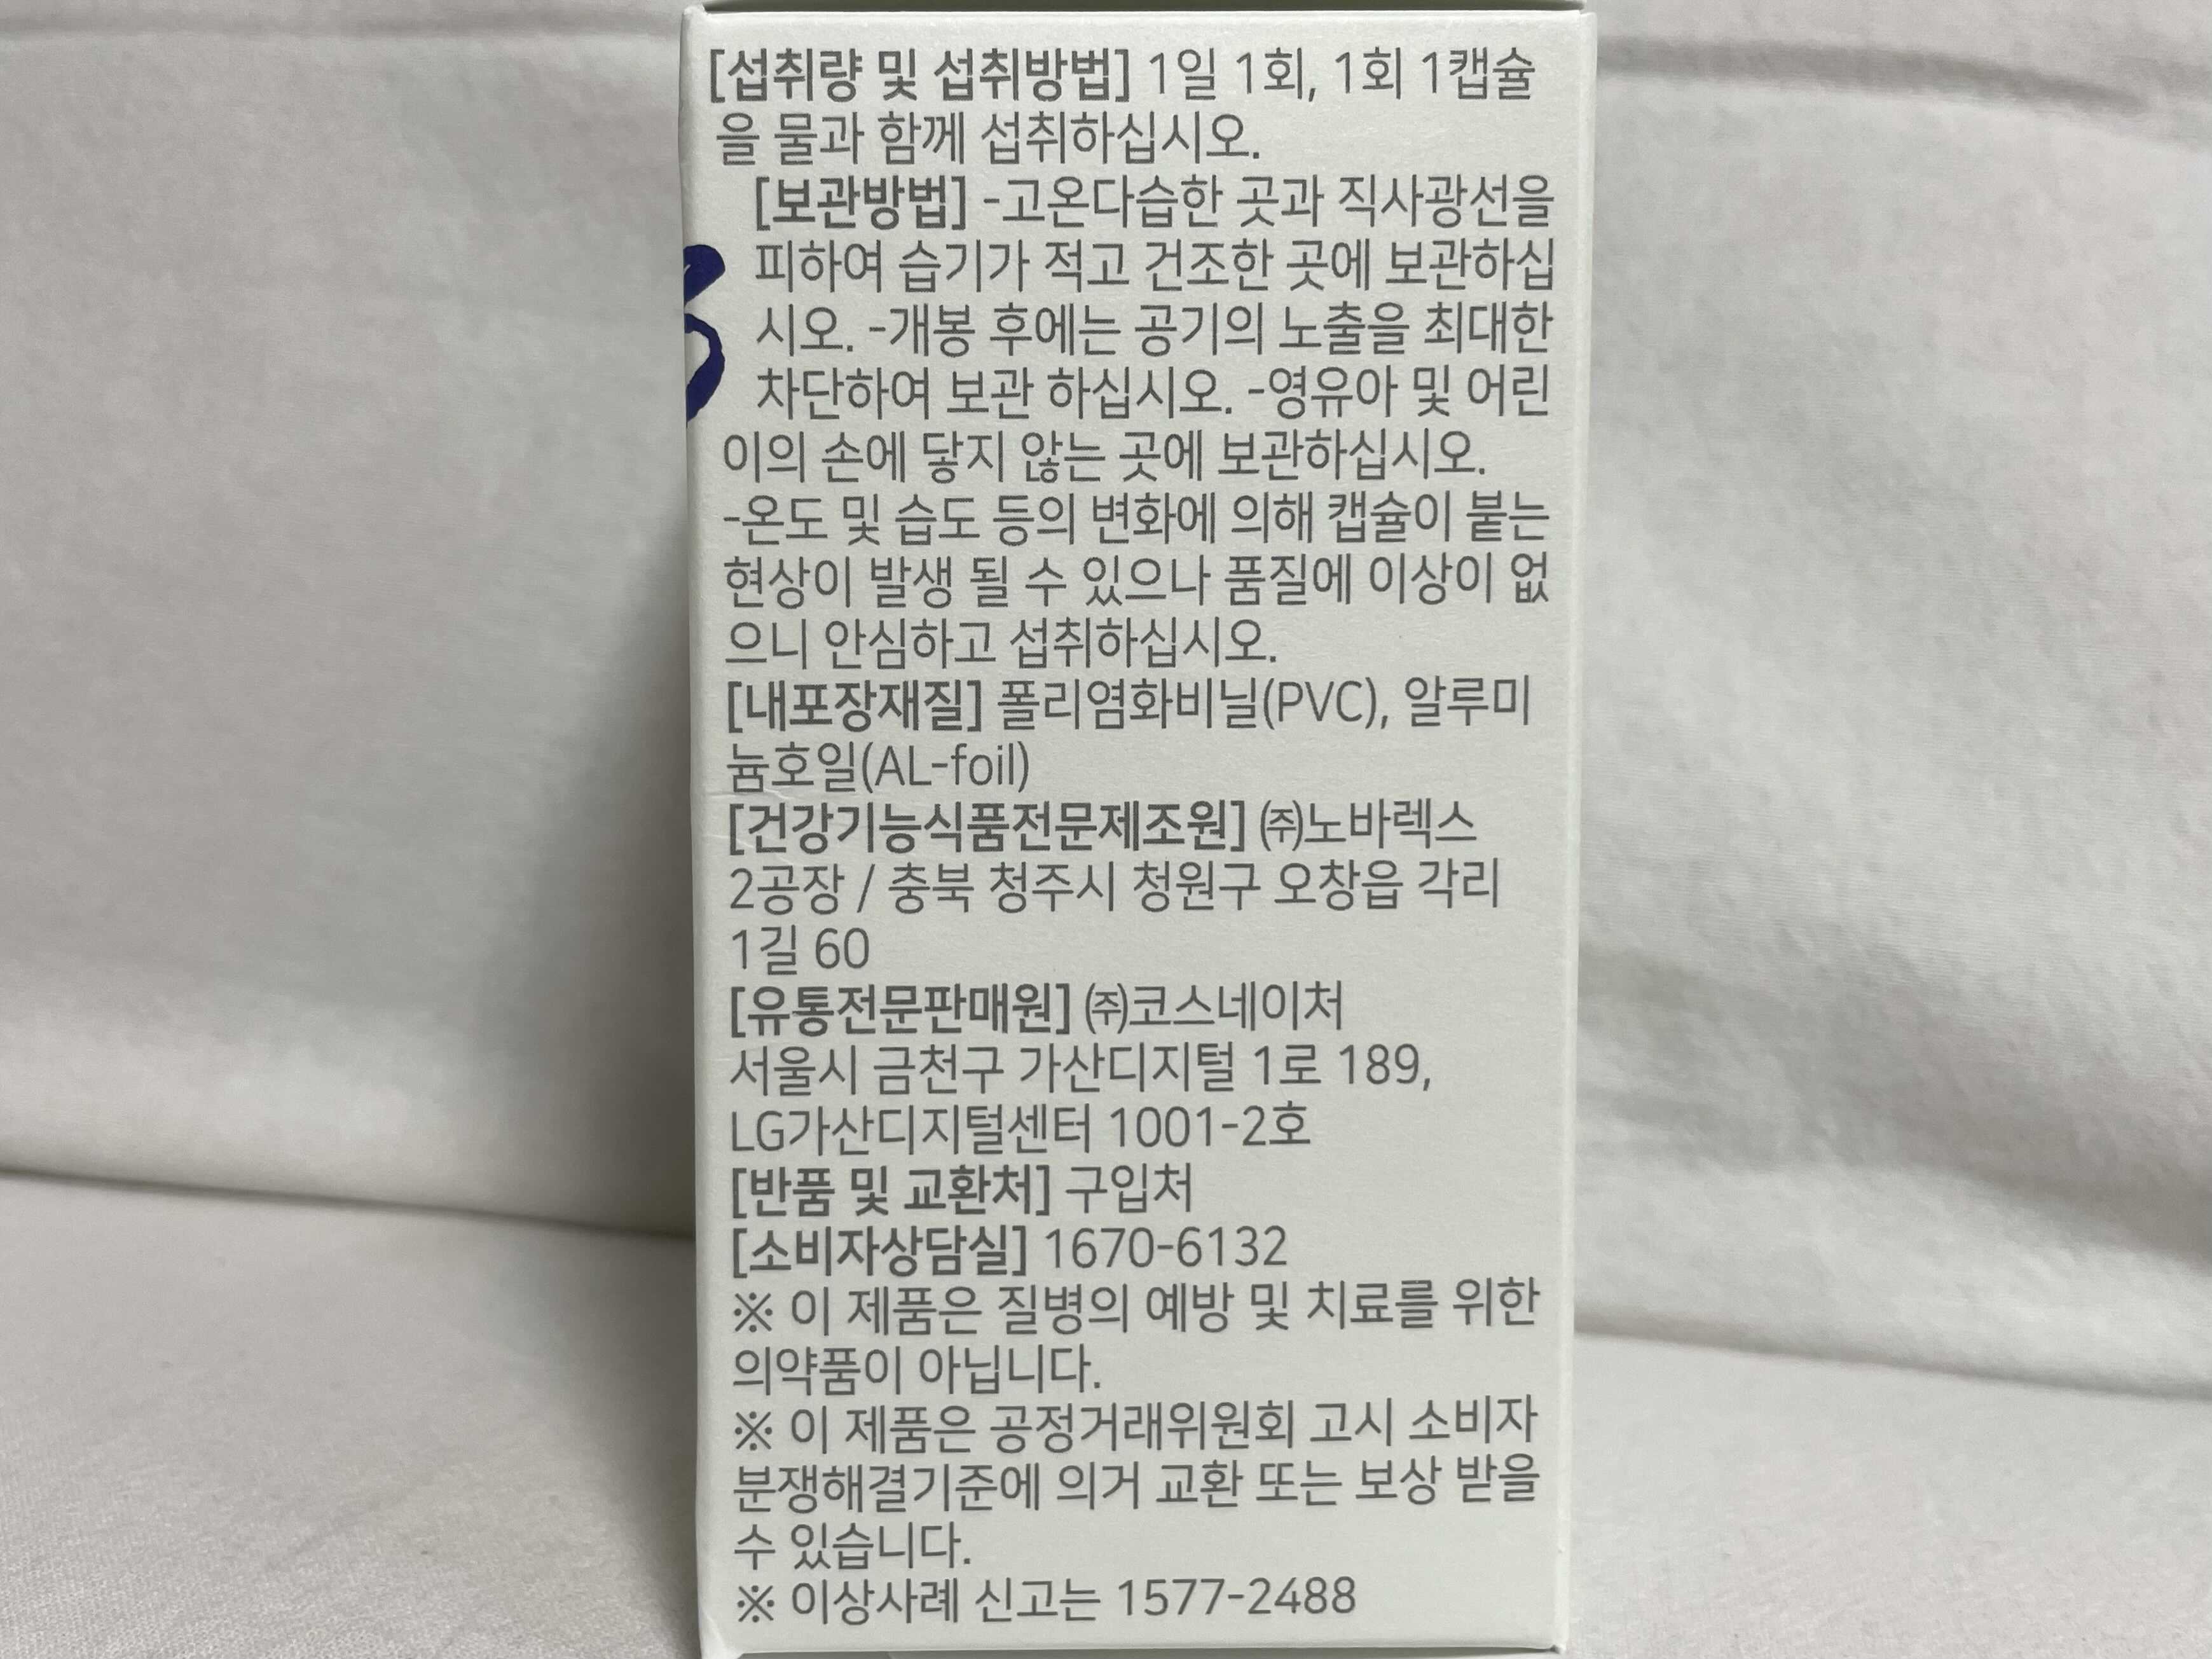 [섭취량 및 섭취방법] 1일 1회, 1회 1캡슐
을 물과 함께 섭취하십시오.
[보관방법] -고온다습한 곳과 직사광선을
피하여 습기가 적고 건조한 곳에 보관하십
시오. -개봉 후에는 공기의 노출을 최대한
차단하여 보관 하십시오. -영유아 및 어린
이의 손에 닿지 않는 곳에 보관하십시오.
-온도 및 습도 등의 변화에 의해 캡슐이 붙는
현상이 발생 될 수 있으나 품질에 이상이 없
으니 안심하고 섭취하십시오.
[내포장재질] 폴리염화비닐(PVC), 알루미
늄호일(AL-foil)
[건강기능식품전문제조원] ㈜노바렉스
2공장 / 충북 청주시 청원구 오창읍 각리
1길 60
[유통전문판매원] ㈜코스네이처
서울시 금천구 가산디지털 1로 189,
LG가산디지털센터 1001-2호
[반품 및 교환처] 구입처
[소비자상담실] 1670-6132
※ 이 제품은 질병의 예방 및 치료를 위한
의약품이 아닙니다.
※ 이 제품은 공정거래위원회 고시 소비자
분쟁해결기준에 의거 교환 또는 보상 받을
수 있습니다.
※ 이상사례 신고는 1577-2488